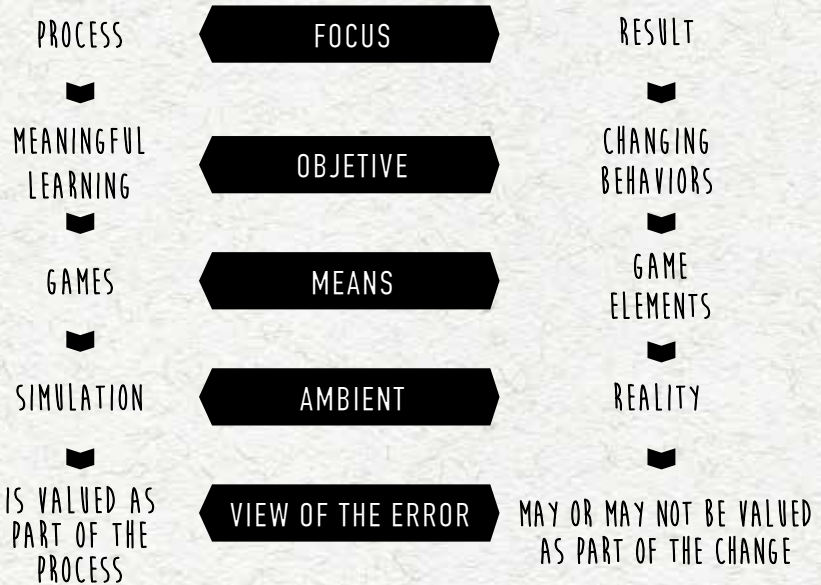 PROCESS
FOCUS
RESULT
MEANINGFUL
LEARNING
OBJETIVE
CHANGING
BEHAVIORS
GAMES
MEANS
GAME
ELEMENTS
SIMULATION
AMBIENT
REALITY
IS VALUED AS
PART OF THE
PROCESS
VIEW OF THE ERROR
MAY OR MAY NOT BE VALUED
AS PART OF THE CHANGE